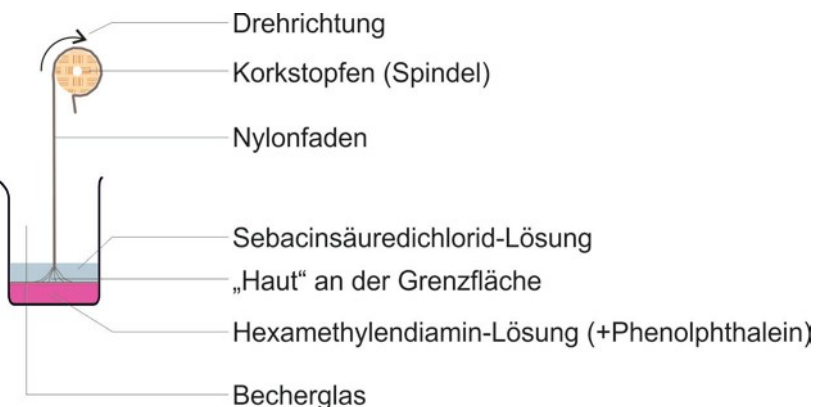 Drehrichtung
Korkstopfen (Spindel)
Nylonfaden
Sebacinsäuredichlorid-Lösung
„Haut“ an der Grenzfläche
Hexamethylendiamin-Lösung (+Phenolphthalein)
Becherglas